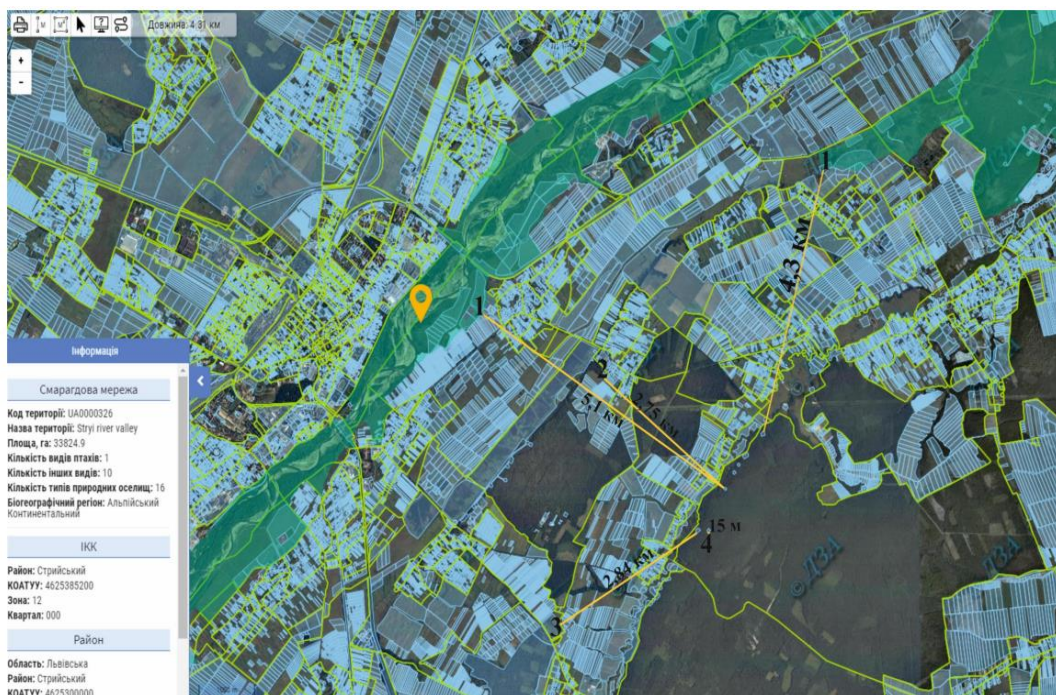 Довжина: 4.31 км
+
-
1
4.3 км
1
2
5,1 км
2,75 км
15 м
4
2,84 км
3
© ДЗА
ДЗА
Інформація
Смарагдова мережа
Код території: UA0000326
Назва території: Stryi river valley
Площа, га: 33824.9
Кількість видів птахів: 1
Кількість інших видів: 10
Кількість типів природних оселищ: 16
Біогеографічний регіон: Альпійський
Континентальний
ІКК
Район: Стрийський
КОАТУУ: 4625385200
Зона: 12
Квартал: 000
Район
Область: Львівська
Район: Стрийський
КОАТУУ: 4625300000